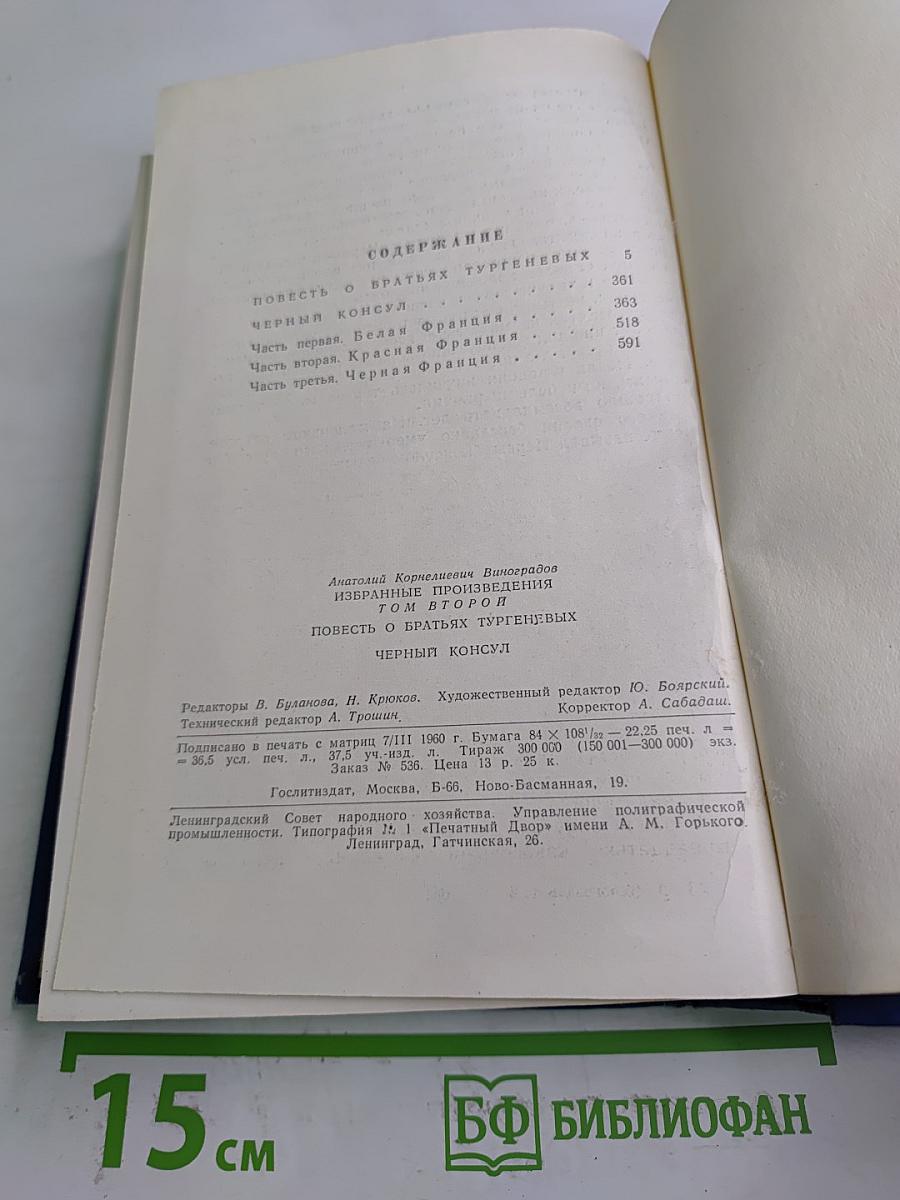 СОДЕРЖАНИЕ
ПОВЕСТЬ О БРАТЬЯХ ТУРГЕНЕВЫХ 5
ЧЕРНЫЙ КОНСУЛ . . . . . . . . . . 361
Часть первая. Белая Франция . . . . . 363
Часть вторая. Красная Франция . . . . 518
Часть третья. Черная Франция . . . . . 591
Анатолий Корнелиевич Виноградов
ИЗБРАННЫЕ ПРОИЗВЕДЕНИЯ
ТОМ ВТОРОЙ
ПОВЕСТЬ О БРАТЬЯХ ТУРГЕНЕВЫХ
ЧЕРНЫЙ КОНСУЛ
Редакторы В. Буланова, Н. Крюков. Художественный редактор Ю. Боярский.
Технический редактор А. Трошин. Корректор А. Сабадаш.
Подписано в печать с матриц 7/III 1960 г. Бумага 84 × 108¹/₃₂ — 22,25 печ. л =
= 36,5 усл. печ. л., 37,5 уч.-изд. л. Тираж 300 000 (150 001—300 000) экз.
Заказ № 536. Цена 13 р. 25 к.
Гослитиздат, Москва, Б-66, Ново-Басманная, 19.
Ленинградский Совет народного хозяйства. Управление полиграфической
промышленности. Типография № 1 «Печатный Двор» имени А. М. Горького.
Ленинград, Гатчинская, 26.
15 см
БФ БИБЛИОФАН